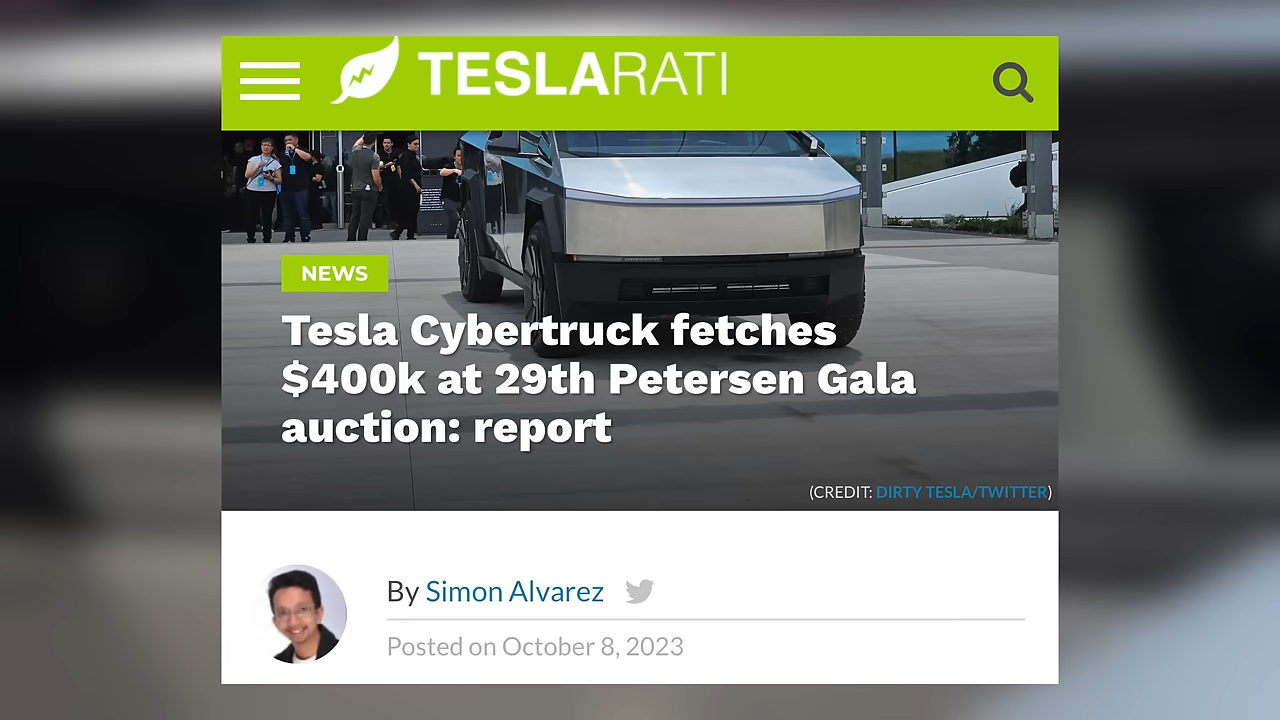 TESLARATI
NEWS
Tesla Cybertruck fetches
$400k at 29th Petersen Gala
auction: report
(CREDIT: DIRTY TESLA/TWITTER)
By Simon Alvarez
Posted on October 8, 2023